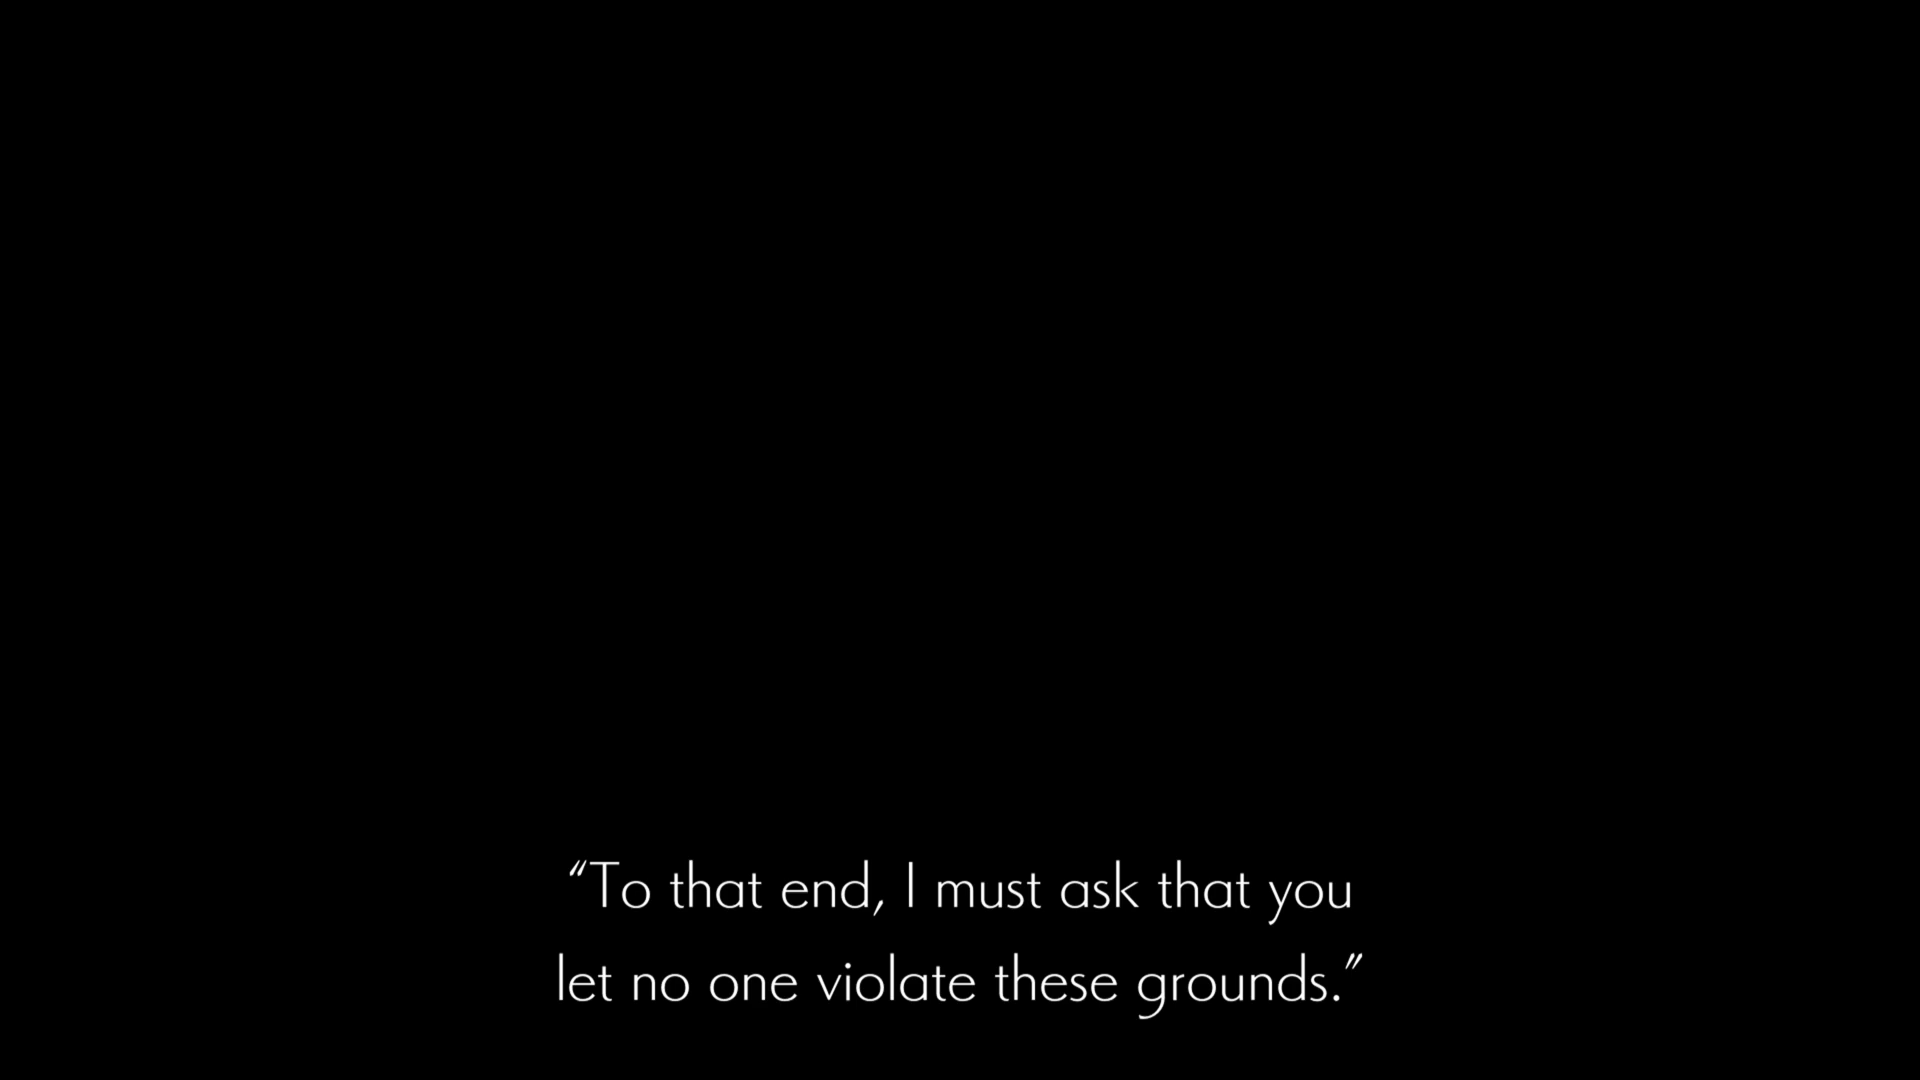 “To that end, I must ask that you
let no one violate these grounds.”